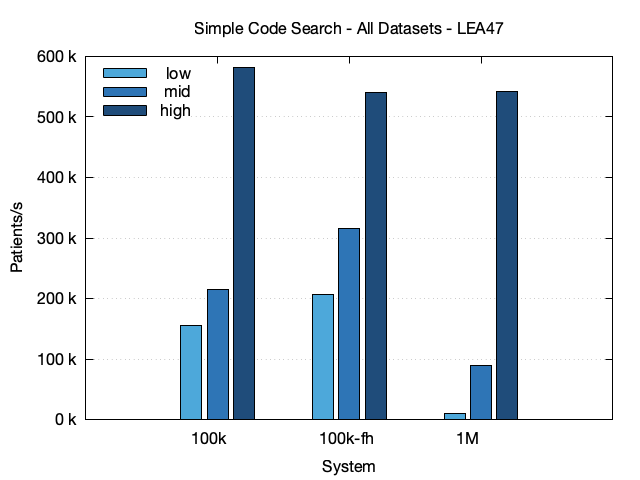 Simple Code Search - All Datasets - LEA47
600 k
500 k
400 k
300 k
200 k
100 k
0 k
low
mid
high
Patients/s
100k
100k-fh
1M
System